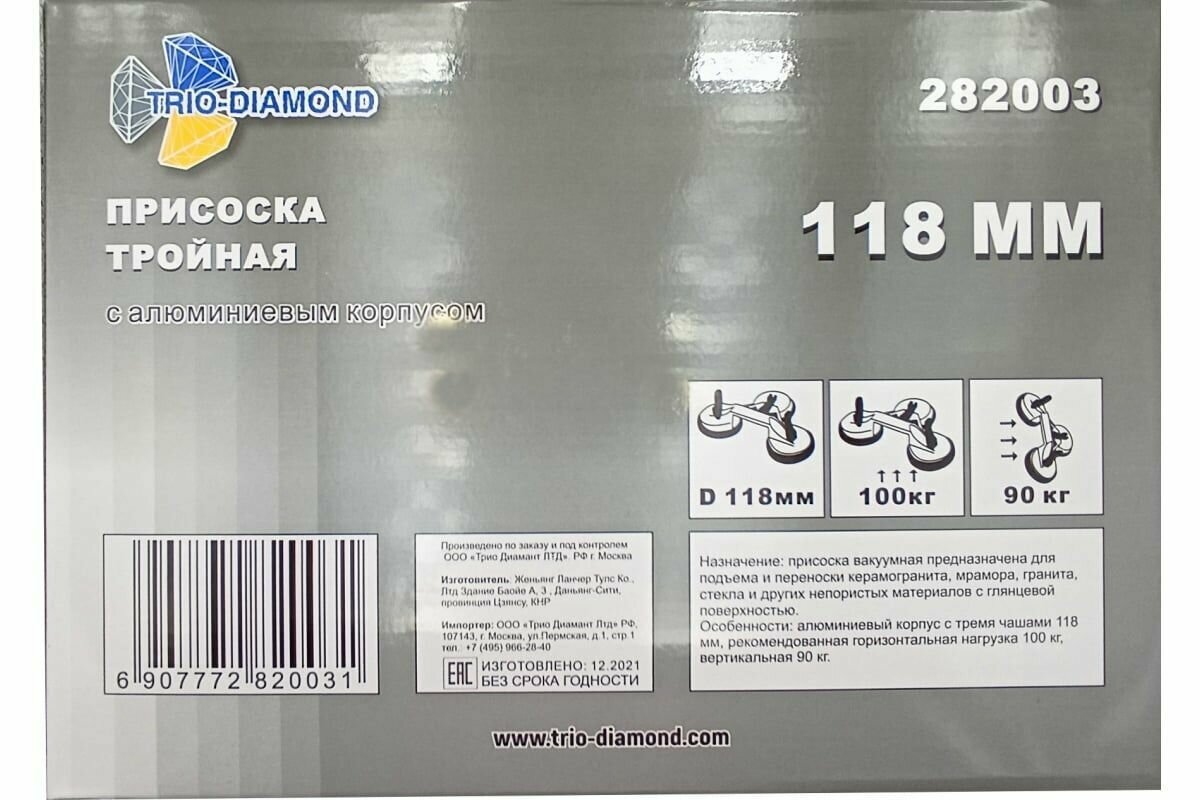 TRIO-DIAMOND
282003
ПРИСОСКА
ТРОЙНАЯ
с алюминиевым корпусом
118 ММ
D 118мм
100кг
90 кг
6 907772 820031
Произведено по заказу и под контролем
ООО «Трио Диамант ЛТД». РФ г. Москва
Изготовитель: Женьянг Ланчер Тулс Ко.,
Лтд Здание Баойе А, 3., Даньянг-Сити,
провинция Цзянсу, КНР
Импортер: ООО «Трио Диамант Лтд» РФ,
107143, г. Москва, ул.Пермская, д.1, стр.1
тел.: +7 (495) 966-28-40
ЕАС
ИЗГОТОВЛЕНО: 12.2021
БЕЗ СРОКА ГОДНОСТИ
Назначение: присоска вакуумная предназначена для
подъема и переноски керамогранита, мрамора, гранита,
стекла и других непористых материалов с глянцевой
поверхностью.
Особенности: алюминиевый корпус с тремя чашами 118
мм, рекомендованная горизонтальная нагрузка 100 кг,
вертикальная 90 кг.
www.trio-diamond.com